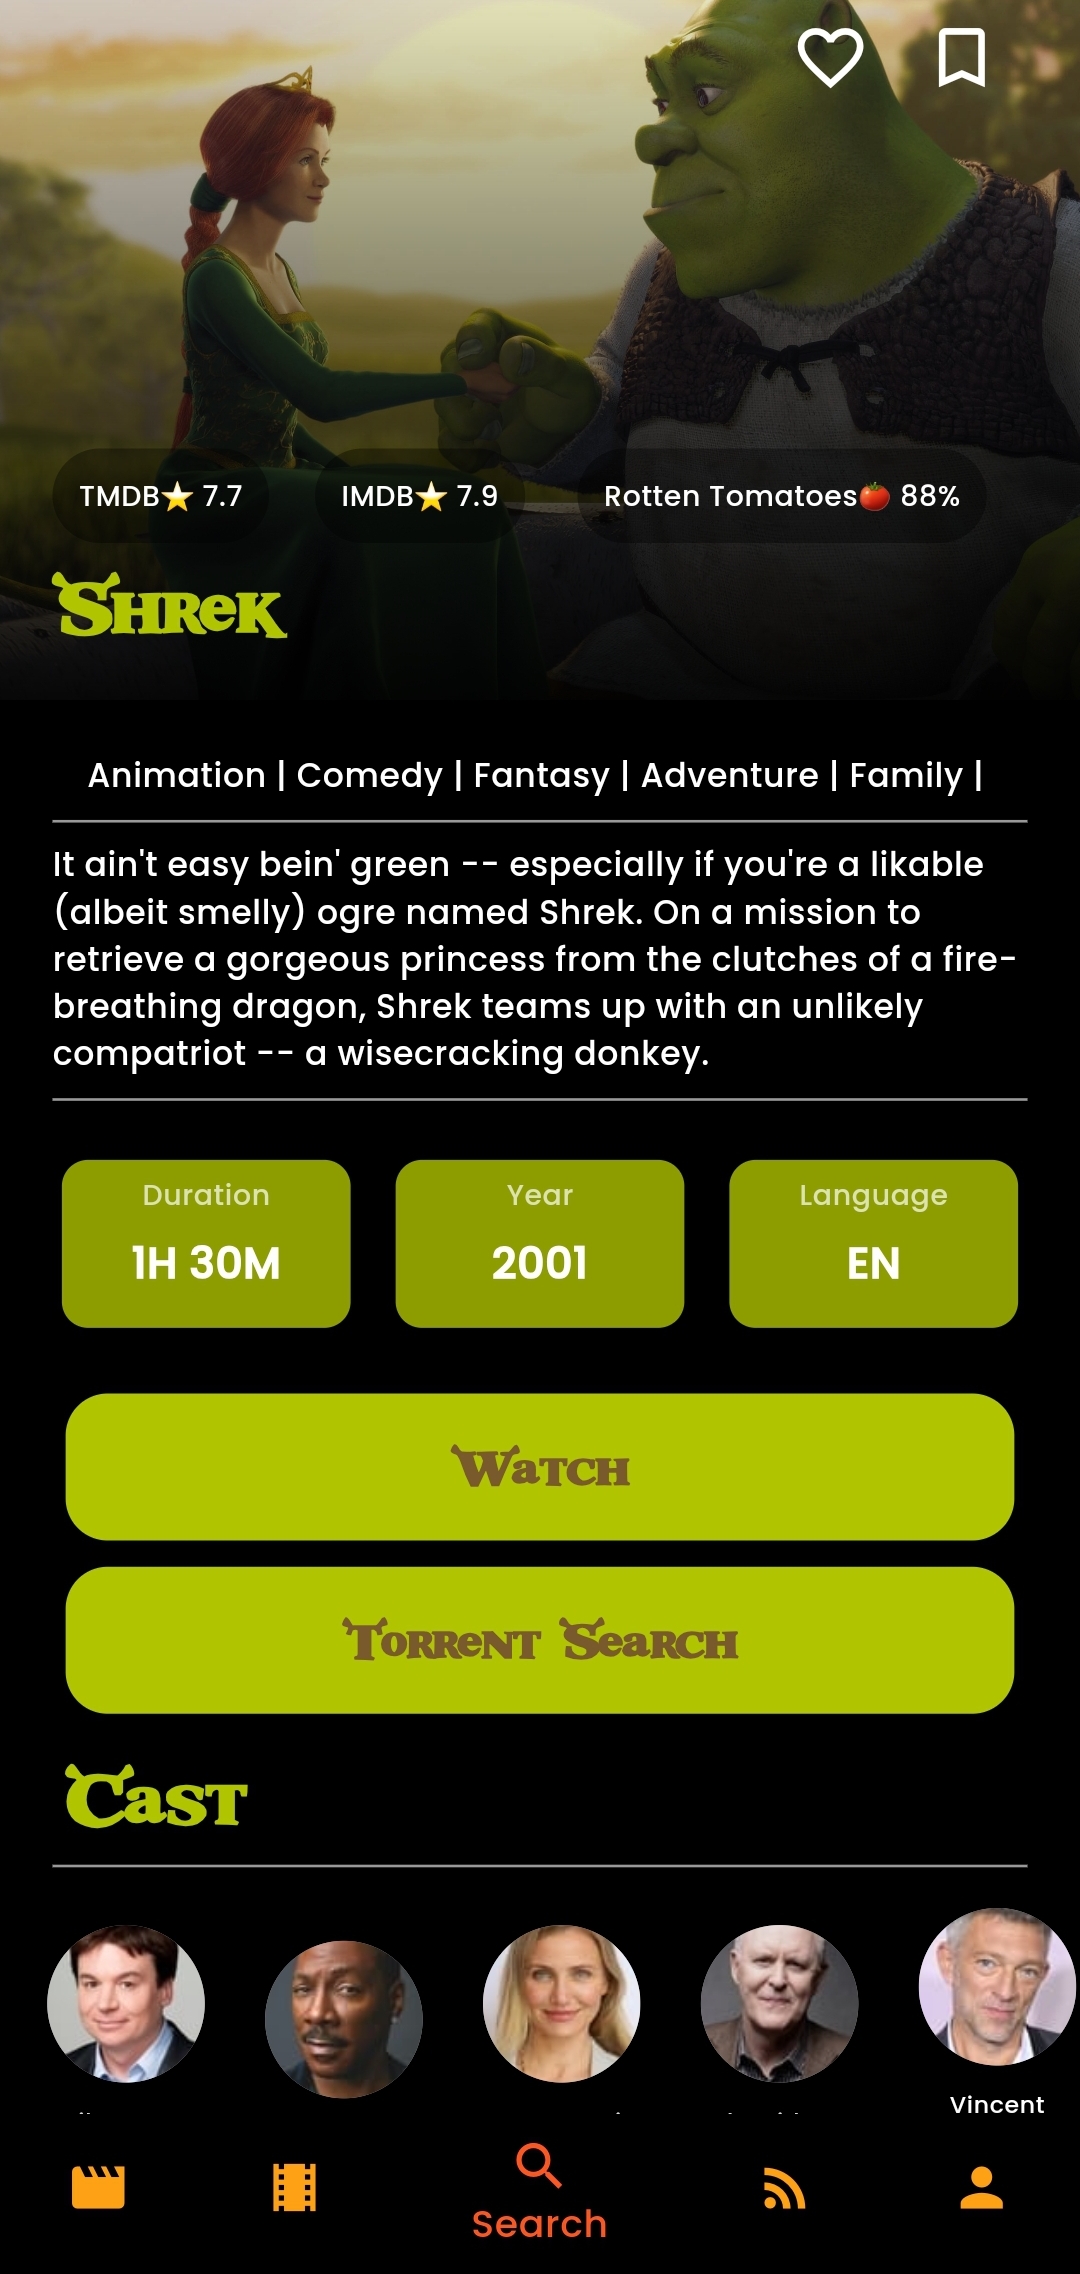 TMDB⭐ 7.7
IMDB⭐ 7.9
Rotten Tomatoes🍅 88%
SHReK
Animation | Comedy | Fantasy | Adventure | Family |
It ain't easy bein' green -- especially if you're a likable
(albeit smelly) ogre named Shrek. On a mission to
retrieve a gorgeous princess from the clutches of a fire-
breathing dragon, Shrek teams up with an unlikely
compatriot -- a wisecracking donkey.
Duration
1H 30M
Year
2001
Language
EN
WaTCH
ToRReNT SeaRCH
CaST
Vincent
Search